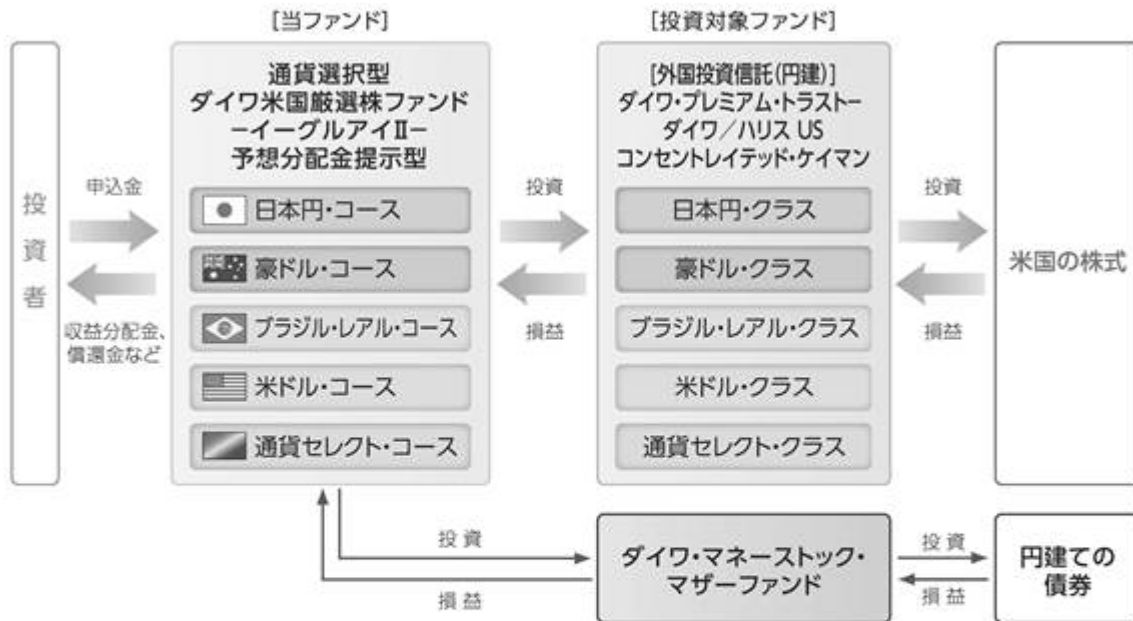 [当ファンド]
[投資対象ファンド]
投資者
申込金
収益分配金、
償還金など
通貨選択型
ダイワ米国厳選株ファンド
－イーグルアイⅡ－
予想分配金提示型
日本円・コース
豪ドル・コース
ブラジル・レアル・コース
米ドル・コース
通貨セレクト・コース
投資
損益
[外国投資信託(円建)]
ダイワ・プレミアム・トラストー
ダイワ／ハリス US
コンセントレイテッド・ケイマン
日本円・クラス
豪ドル・クラス
ブラジル・レアル・クラス
米ドル・クラス
通貨セレクト・クラス
投資
損益
米国の株式
投資
損益
ダイワ・マネーストック・
マザーファンド
投資
損益
円建ての
債券